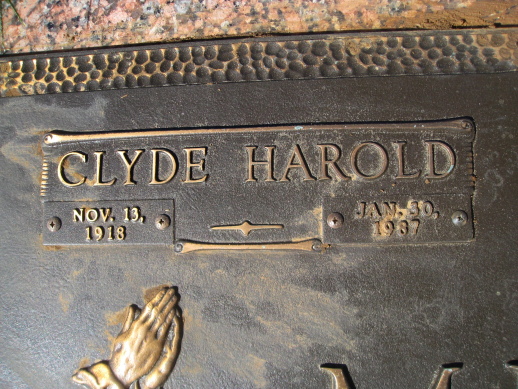 CLYDE HAROLD
NOV. 13,
1918
JAN. 30,
1987